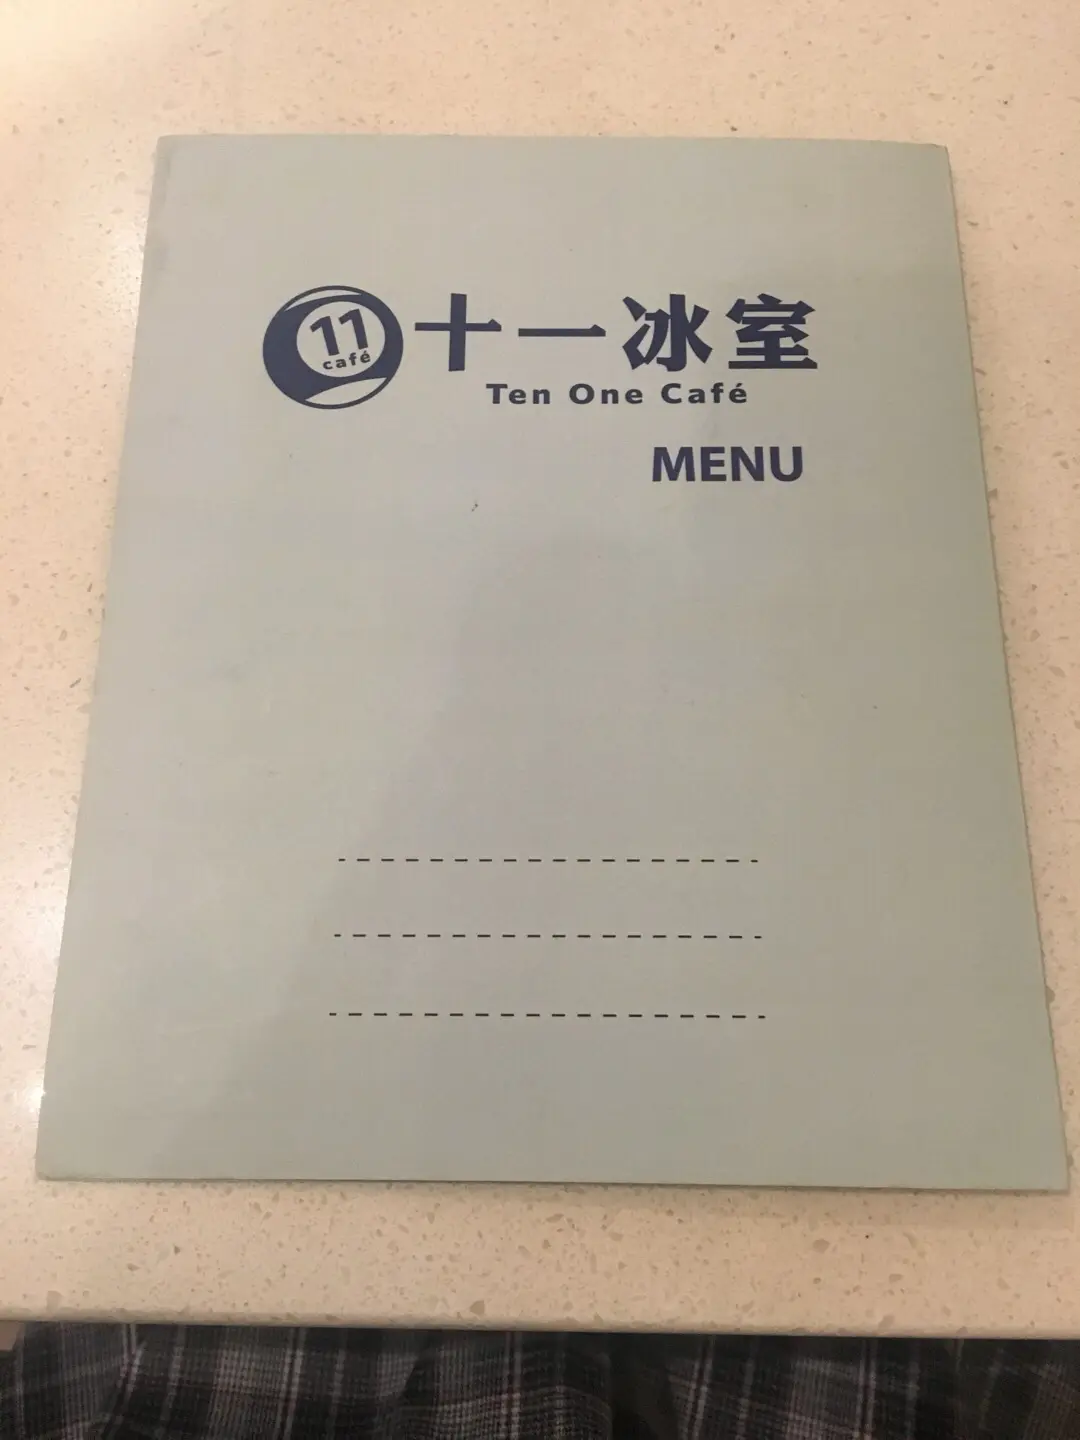 11
café
十一冰室
Ten One Café
MENU